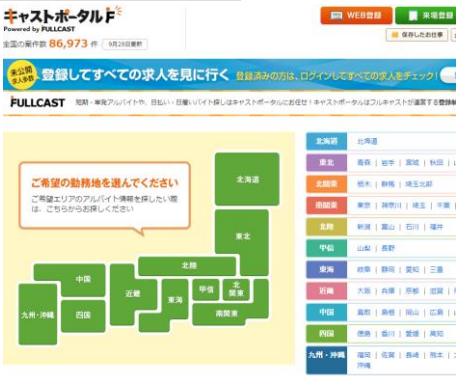 キャストポータルF
Powered by FULLCAST
WEB登録
来場登録
全国の案件数 86,973 件 9月28日更新
保存したお仕事
未公開
求人多数
登録してすべての求人を見に行く 登録済みの方は、ログインしてすべての求人をチェック!
FULLCAST 短期・単発アルバイトや、日払い・日雇いバイト探しはキャストポータルにお任せ!キャストポータルはフルキャストが運営する登録制
ご希望の勤務地を選んでください
ご希望エリアのアルバイト情報を探したい際
は、こちらからお探しください
北海道
東北
北陸
中国
近畿
東海
甲信
北
関東
九州・沖縄
四国
南関東
北海道 北海道
東北 青森 | 岩手 | 宮城 | 秋田 |
北関東 栃木 | 群馬 | 埼玉北部
南関東 東京 | 神奈川 | 埼玉 | 千葉 |
北陸 新潟 | 富山 | 石川 | 福井
甲信 山梨 | 長野
東海 岐阜 | 静岡 | 愛知 | 三重
近畿 大阪 | 兵庫 | 京都 | 滋賀 |
中国 鳥取 | 島根 | 岡山 | 広島 |
四国 徳島 | 香川 | 愛媛 | 高知
九州・沖縄 福岡 | 佐賀 | 長崎 | 熊本 |
沖縄